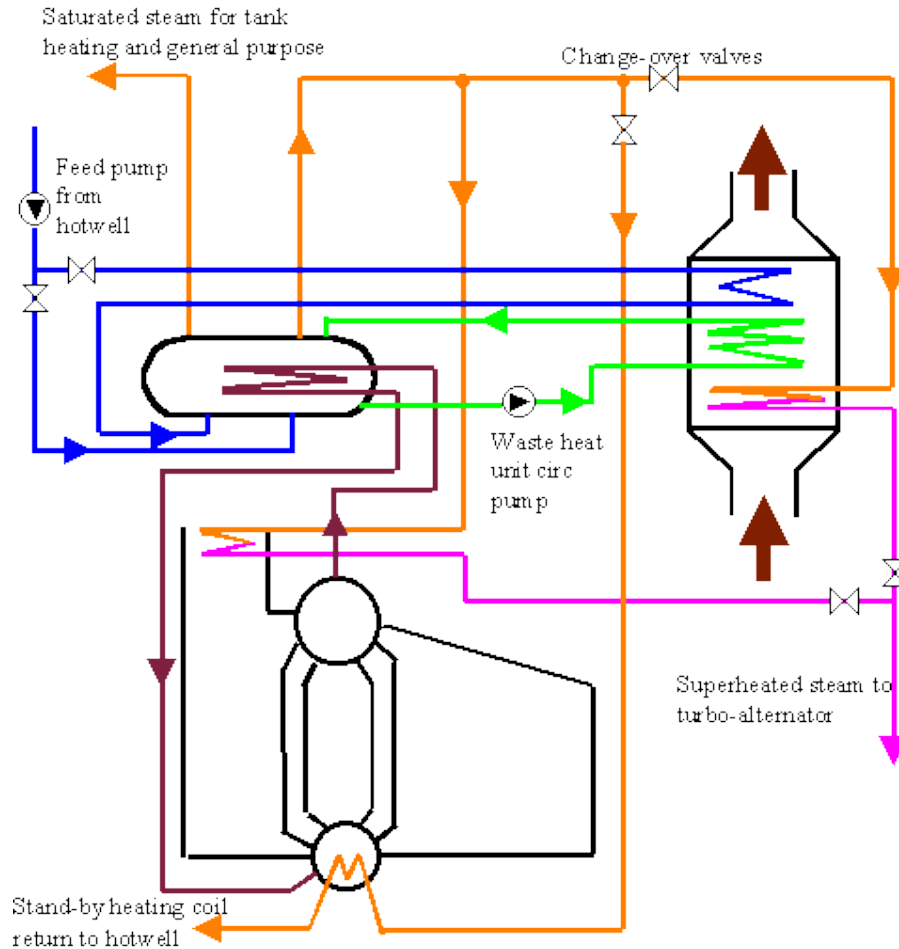 Saturated steam for tank
heating and general purpose
Change-over valves
Feed pump
from
hotwell
Waste heat
unit circ
pump
Superheated steam to
turbo-alternator
Stand-by heating coil
return to hotwell